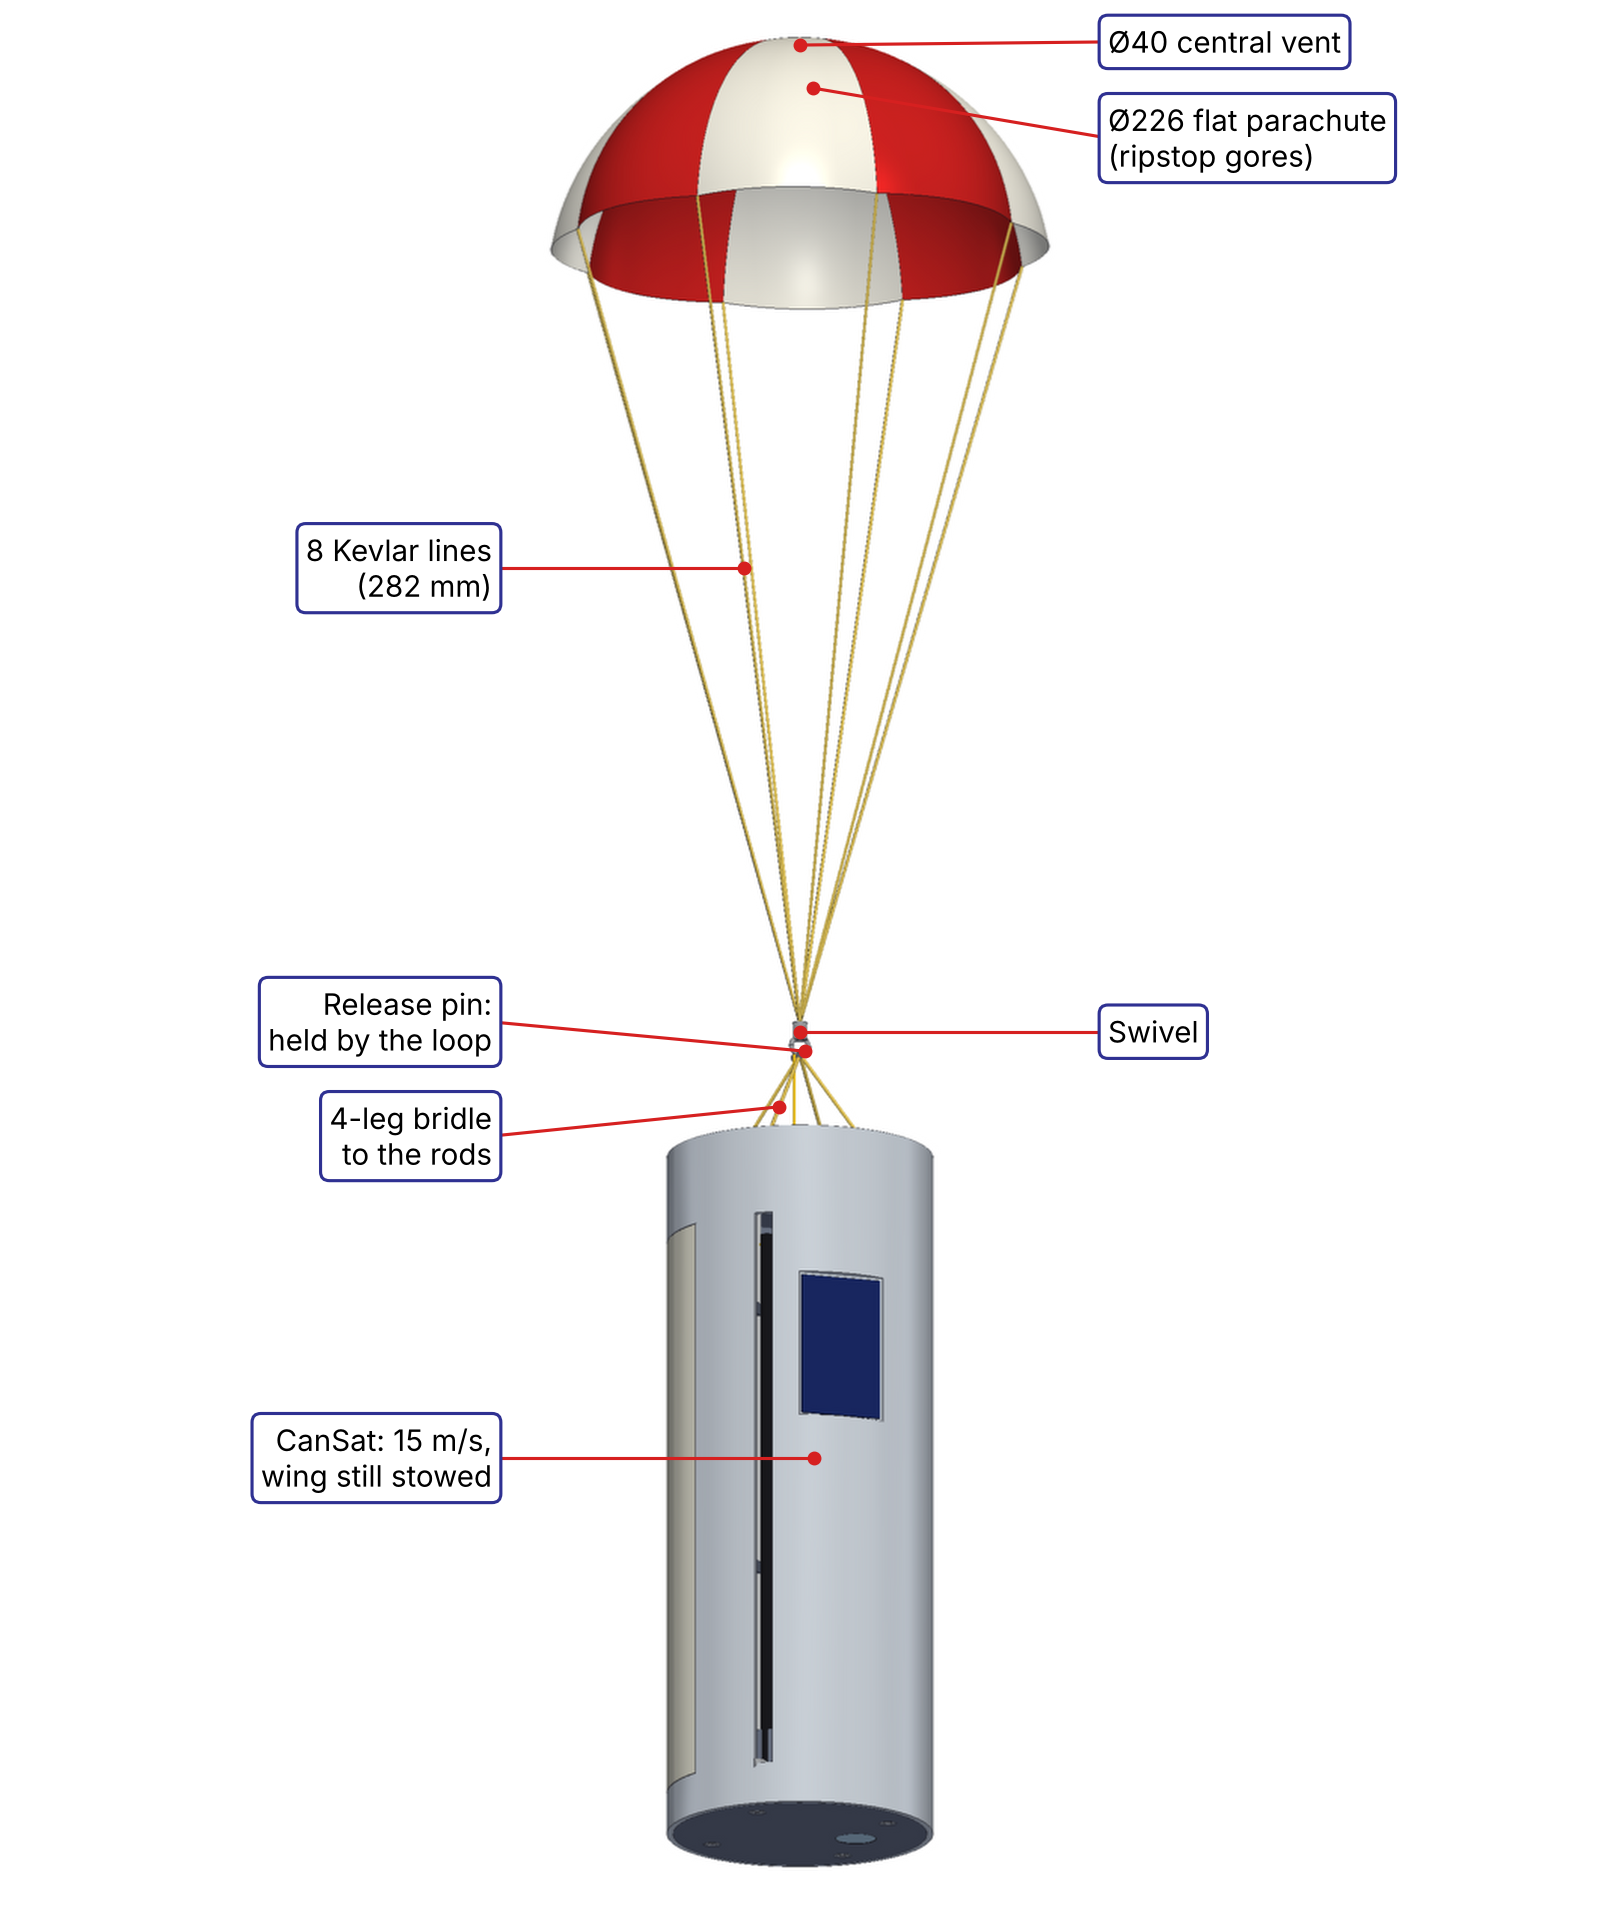 Ø40 central vent
Ø226 flat parachute
(ripstop gores)
8 Kevlar lines
(282 mm)
Release pin:
held by the loop
Swivel
4-leg bridle
to the rods
CanSat: 15 m/s,
wing still stowed